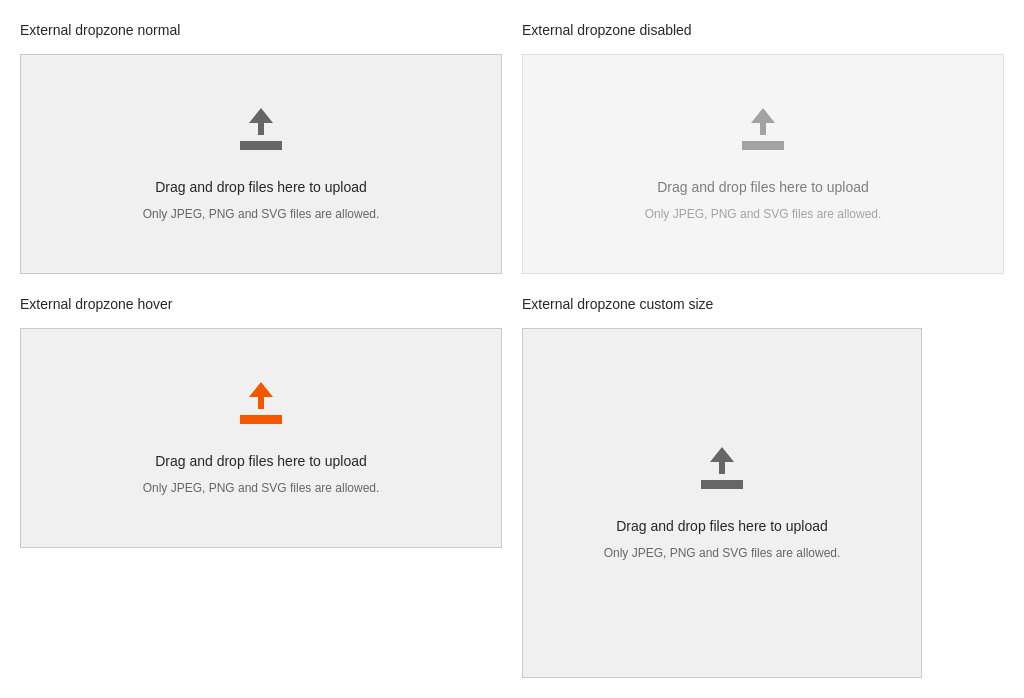 External dropzone normal
Drag and drop files here to upload
Only JPEG, PNG and SVG files are allowed.
External dropzone disabled
Drag and drop files here to upload
Only JPEG, PNG and SVG files are allowed.
External dropzone hover
Drag and drop files here to upload
Only JPEG, PNG and SVG files are allowed.
External dropzone custom size
Drag and drop files here to upload
Only JPEG, PNG and SVG files are allowed.